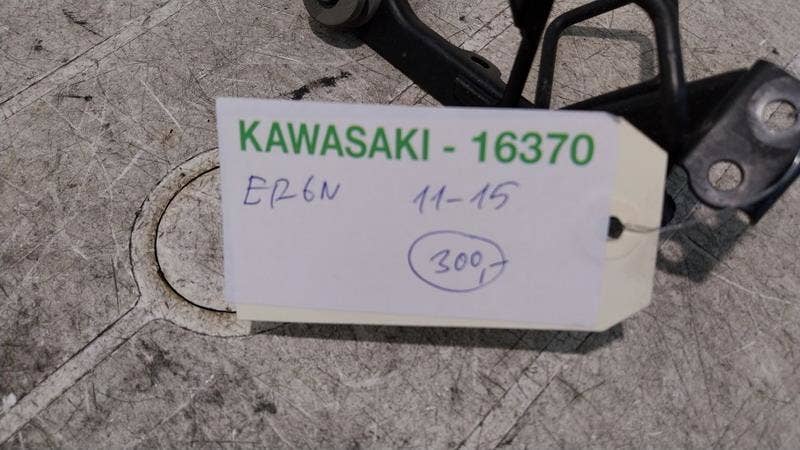 KAWASAKI - 16370
ER6N 11-15
300,-